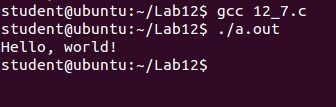 student@ubuntu:~/Lab12$ gcc 12_7.c
student@ubuntu:~/Lab12$ ./a.out
Hello, world!
student@ubuntu:~/Lab12$